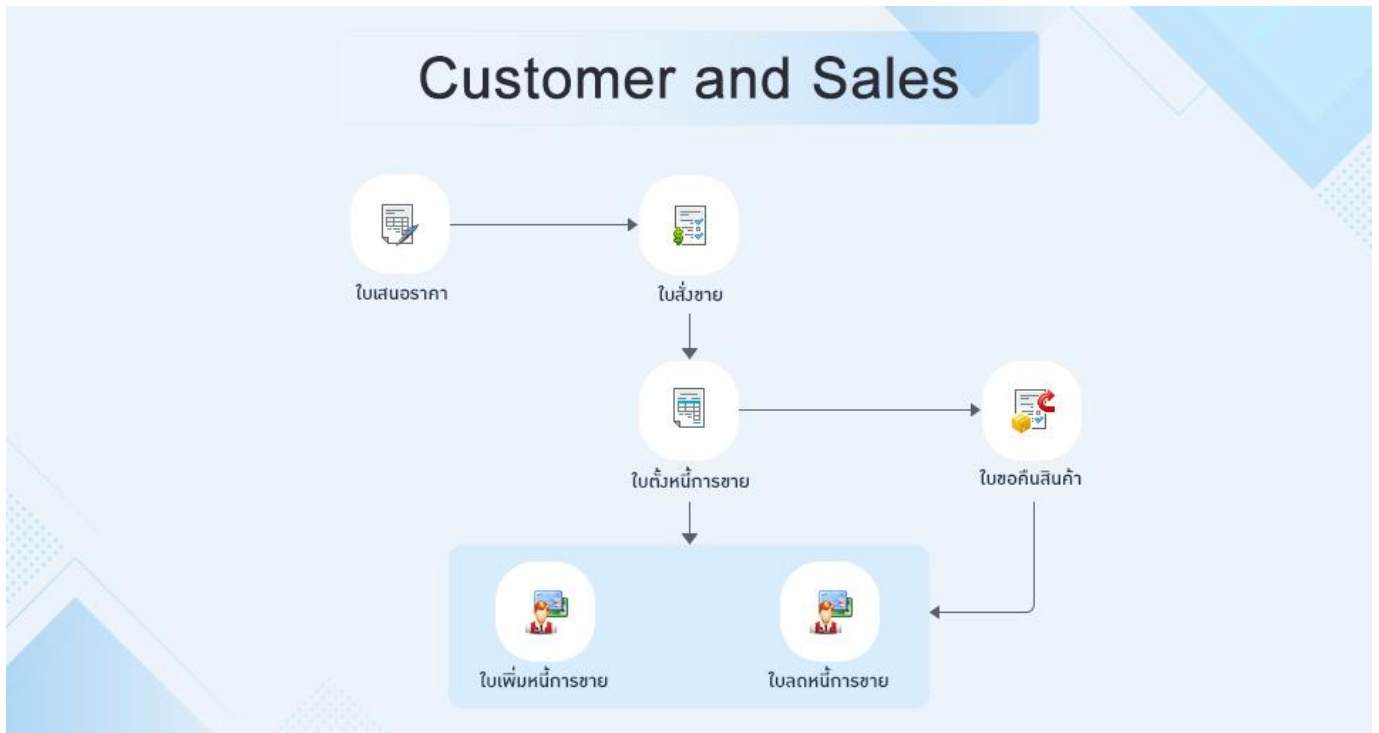 Customer and Sales
ใบเสนอราคา
ใบสั่งขาย
ใบตั้งหนี้การขาย
ใบขอคืนสินค้า
ใบเพิ่มหนี้การขาย
ใบลดหนี้การขาย